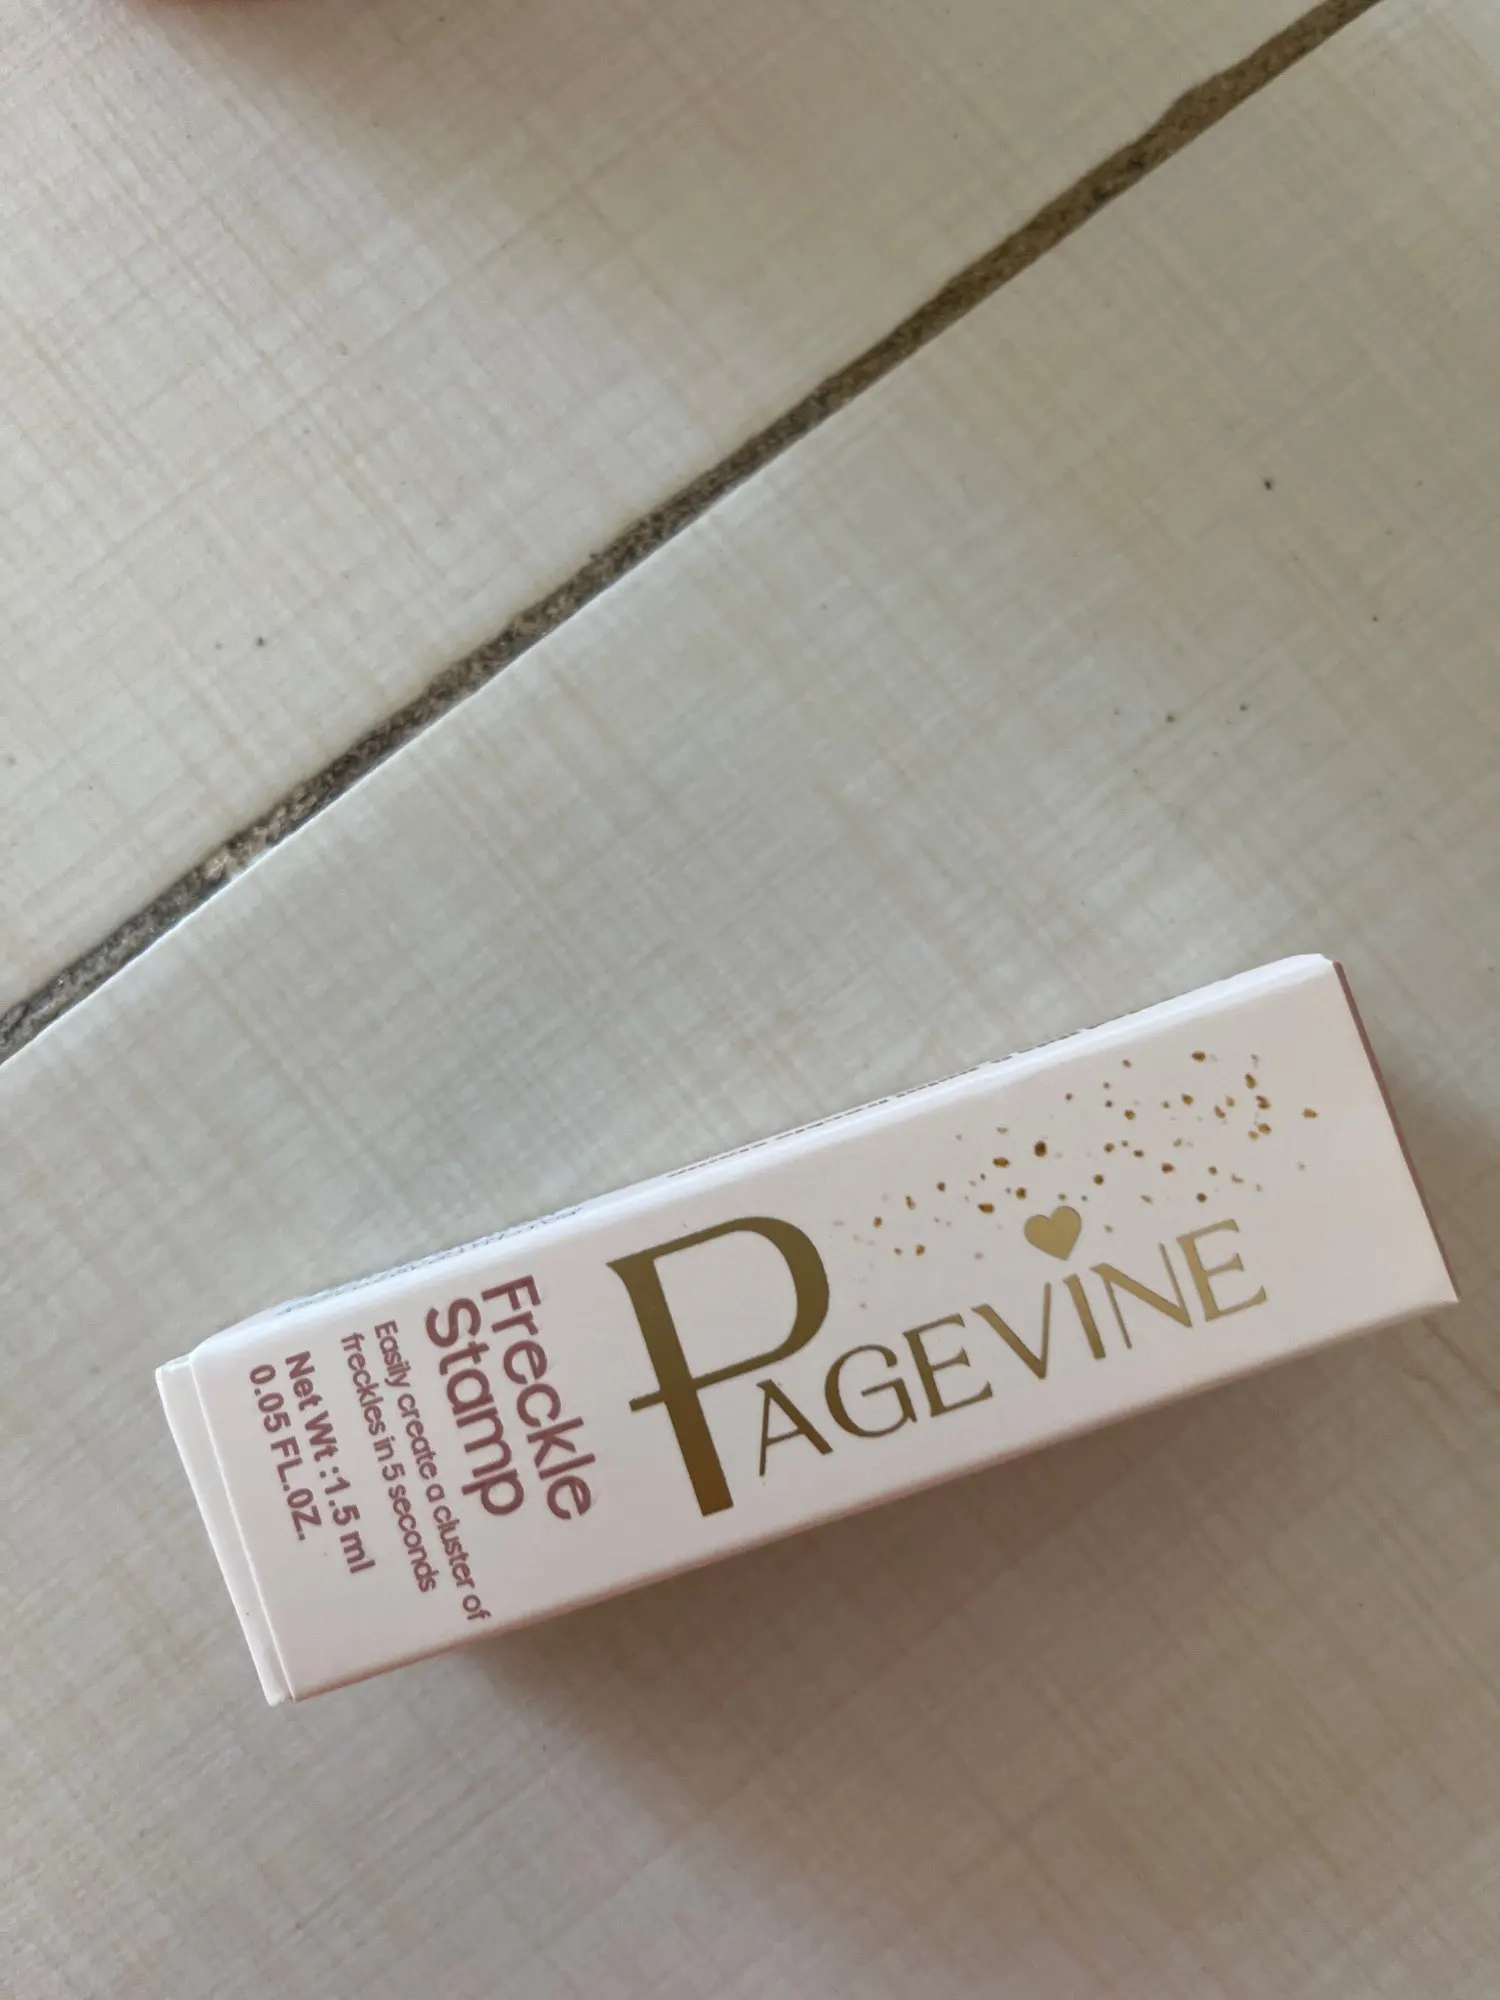 PAGEVINE
Freckle
Stamp
Easily create a cluster of
freckles in 5 seconds
Net Wt :1.5 ml
0.05 FL.OZ.